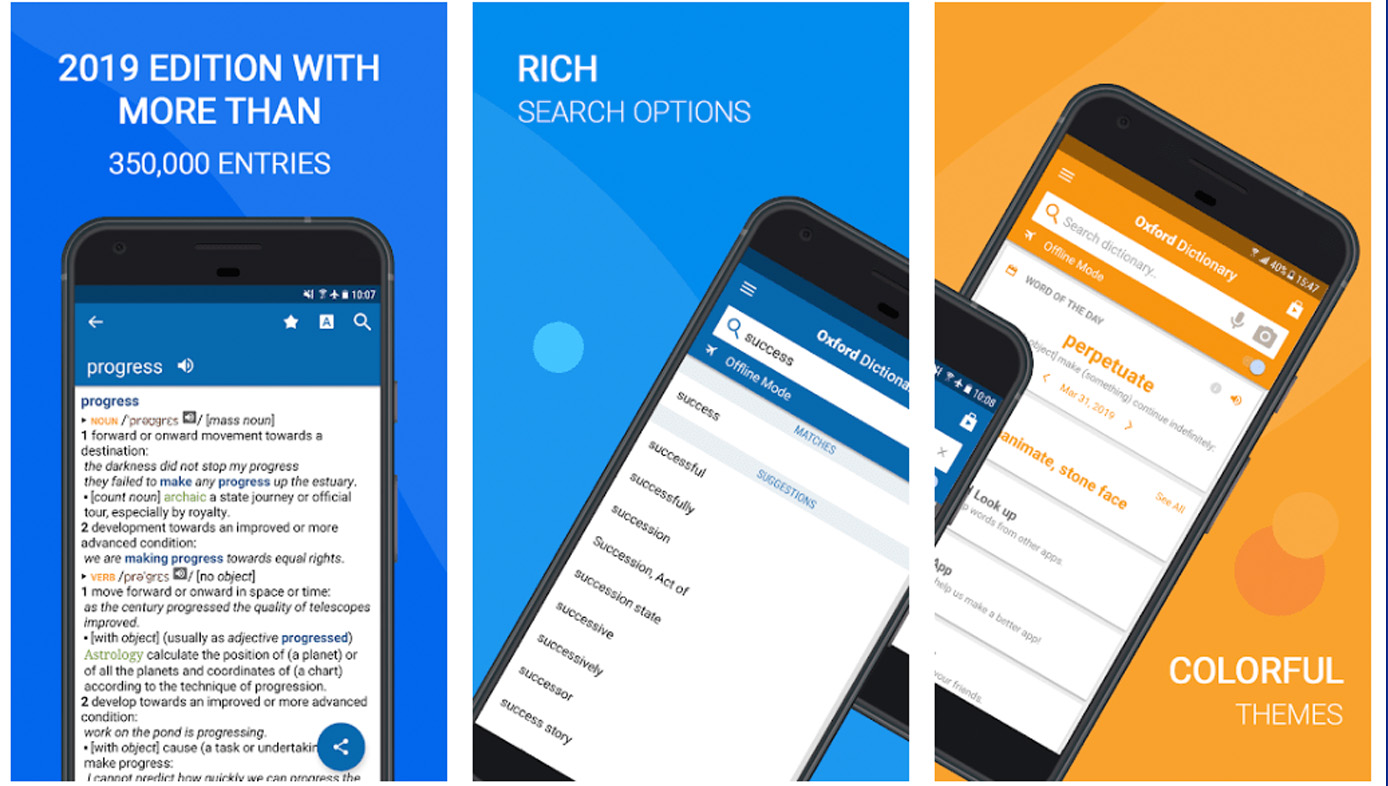 2019 EDITION WITH
MORE THAN
350,000 ENTRIES
10:07
A
progress
progress
▸ NOUN /ˈprəʊɡrɛs / [mass noun]
1 forward or onward movement towards a
destination:
the darkness did not stop my progress
they failed to make any progress up the estuary.
▪ [count noun] archaic a state journey or official
tour, especially by royalty.
2 development towards an improved or more
advanced condition:
we are making progress towards equal rights.
▸ VERB /prəˈɡrɛs / [no object]
1 move forward or onward in space or time:
as the century progressed the quality of telescopes
improved.
▪ [with object] (usually as adjective progressed)
Astrology calculate the position of (a planet) or
of all the planets and coordinates of (a chart)
according to the technique of progression.
2 develop towards an improved or more advanced
condition:
work on the pond is progressing.
▪ [with object] cause (a task or undertakin
make progress:
I cannot predict how quickly we can progress the
RICH
SEARCH OPTIONS
Oxford Dictiona
success
Offline Mode
MATCHES
success
SUGGESTIONS
successful
successfully
succession
Succession, Act of
succession state
successive
successively
successor
success story
40% 15:47
Oxford Dictionary
Search dictionary..
Offline Mode
WORD OF THE DAY
perpetuate
object] make (something) continue indefinitely:
Mar 31, 2019
10:08
animate, stone face
See All
Look up
words from other apps.
App
help us make a better app!
your friends.
COLORFUL
THEMES